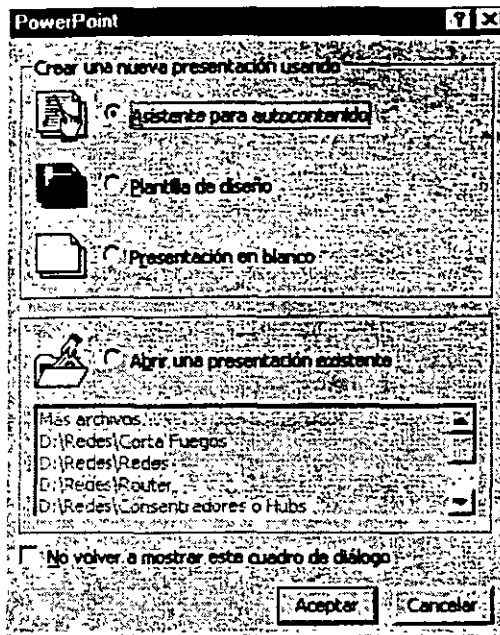 PowerPoint
Crear una nueva presentación usando
Asistente para autocontenido
Plantilla de diseño
Presentación en blanco
Abrir una presentación existente
Más archivos...
D:\Redes\Corta Fuegos
D:\Redes\Redes
D:\Redes\Router
D:\Redes\Consentradores o Hubs
No volver a mostrar este cuadro de diálogo
Aceptar Cancelar